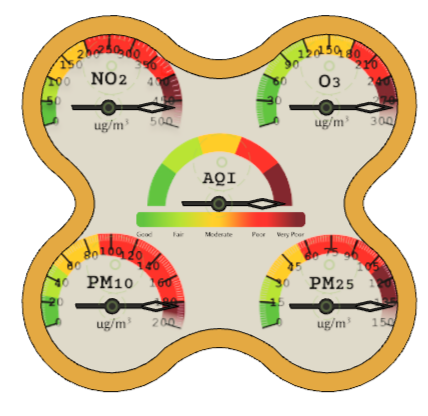 0 50 100 150 200 250 300 350 400 450 500
NO2
ug/m³
0 30 60 90 120 150 180 210 240 270 300
O3
ug/m³
AQI
Good Fair Moderate Poor Very Poor
0 20 40 60 80 100 120 140 160 180 200
PM10
ug/m³
0 15 30 45 60 75 90 105 120 135 150
PM25
ug/m³